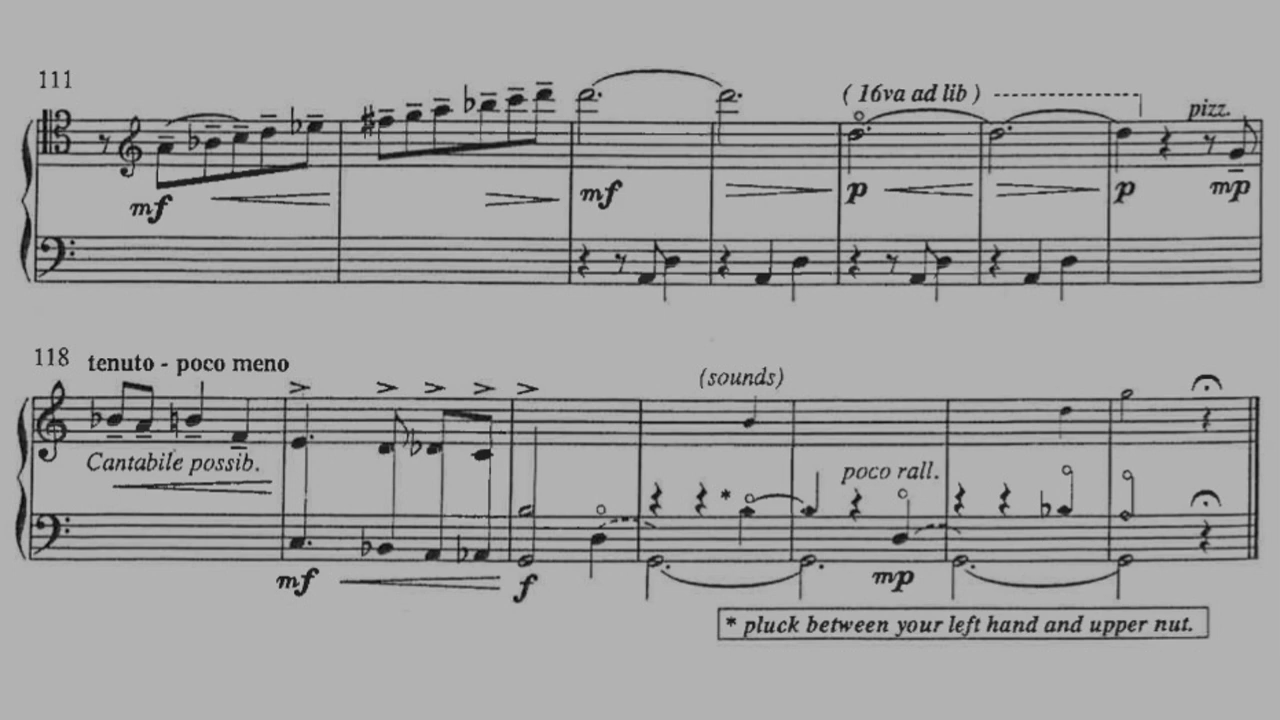 111
( 16va ad lib )
pizz.
mf
mf
p
p
mp
118 tenuto - poco meno
(sounds)
Cantabile possib.
poco rall.
*
mf
f
mp
* pluck between your left hand and upper nut.